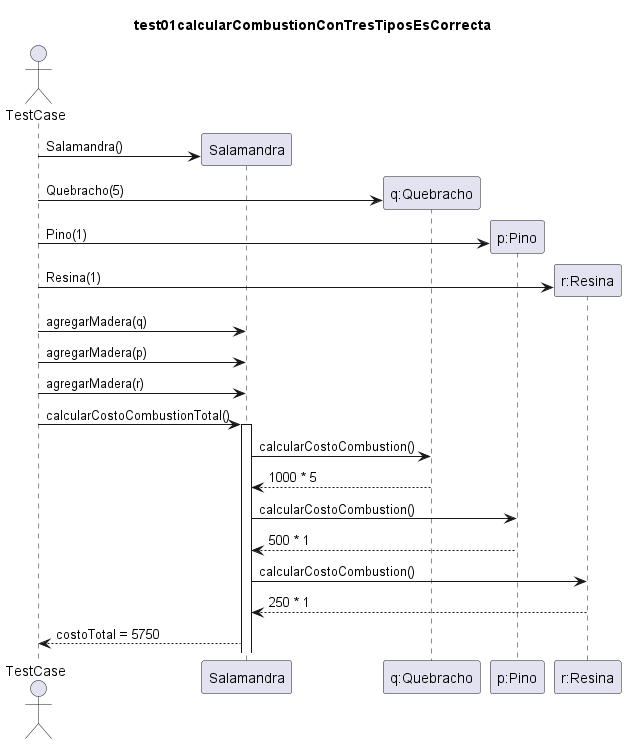 test01calcularCombustionConTresTiposEsCorrecta
TestCase
Salamandra()
Salamandra
Quebracho(5)
q:Quebracho
Pino(1)
p:Pino
Resina(1)
r:Resina
agregarMadera(q)
agregarMadera(p)
agregarMadera(r)
calcularCostoCombustionTotal()
calcularCostoCombustion()
1000 * 5
calcularCostoCombustion()
500 * 1
calcularCostoCombustion()
250 * 1
costoTotal = 5750
TestCase
Salamandra
q:Quebracho
p:Pino
r:Resina